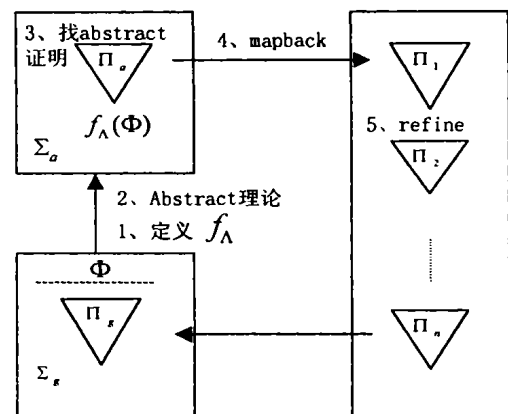 3、找abstract
证明
Π_a
f_Λ(Φ)
Σ_a
4、mapback
Π_1
5、refine
Π_2
2、Abstract理论
1、定义 f_Λ
Φ
Π_g
Σ_g
Π_n